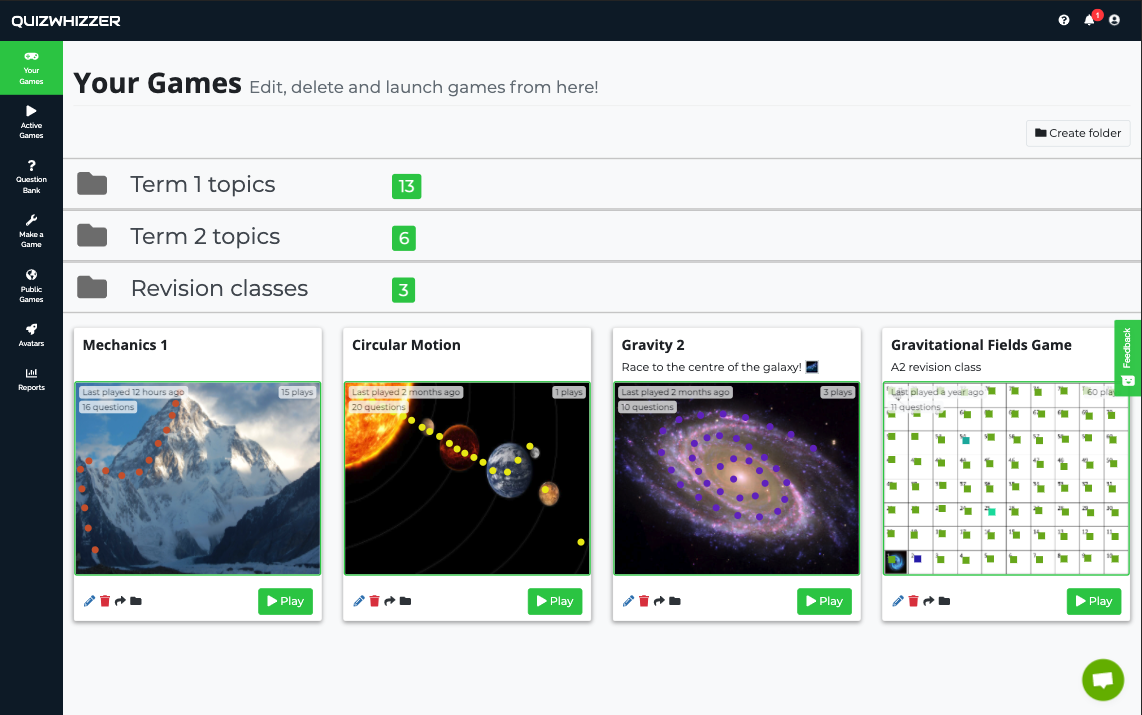 QUIZWHIZZER
1
Your
Games
Active
Games
?
Question
Bank
Make a
Game
Public
Games
Avatars
Reports
Your Games Edit, delete and launch games from here!
Create folder
Term 1 topics 13
Term 2 topics 6
Revision classes 3
Feedback
Mechanics 1
Last played 12 hours ago 15 plays
16 questions
Play
Circular Motion
Last played 2 months ago 1 plays
20 questions
Play
Gravity 2
Race to the centre of the galaxy!
Last played 2 months ago 3 plays
10 questions
Play
Gravitational Fields Game
A2 revision class
Last played a year ago 60 plays
11 questions
Play